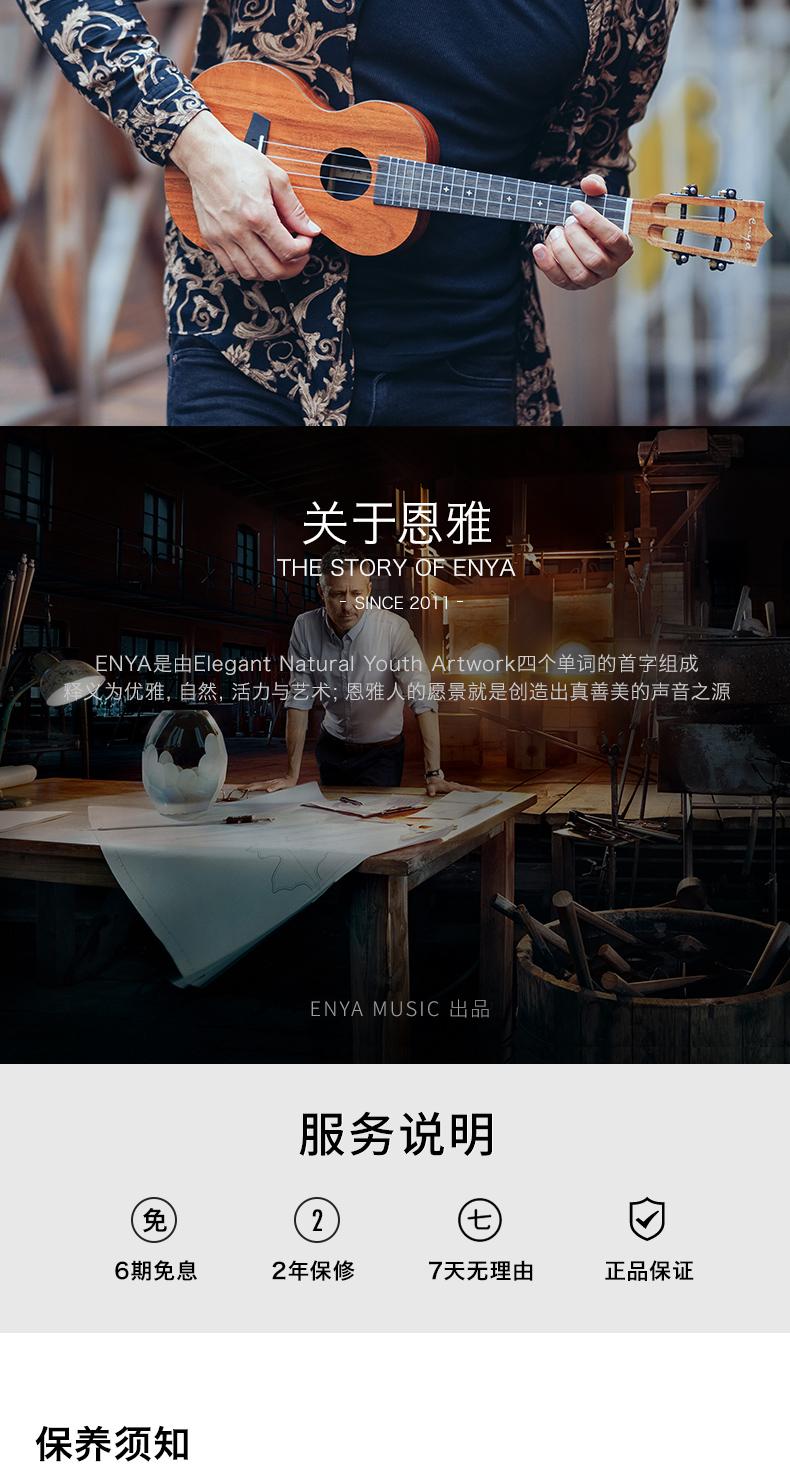 enya
关于恩雅
THE STORY OF ENYA
- SINCE 2011 -
ENYA是由Elegant Natural Youth Artwork四个单词的首字组成
释义为优雅, 自然, 活力与艺术; 恩雅人的愿景就是创造出真善美的声音之源
ENYA MUSIC 出品
服务说明
免 2 七
6期免息 2年保修 7天无理由 正品保证
保养须知